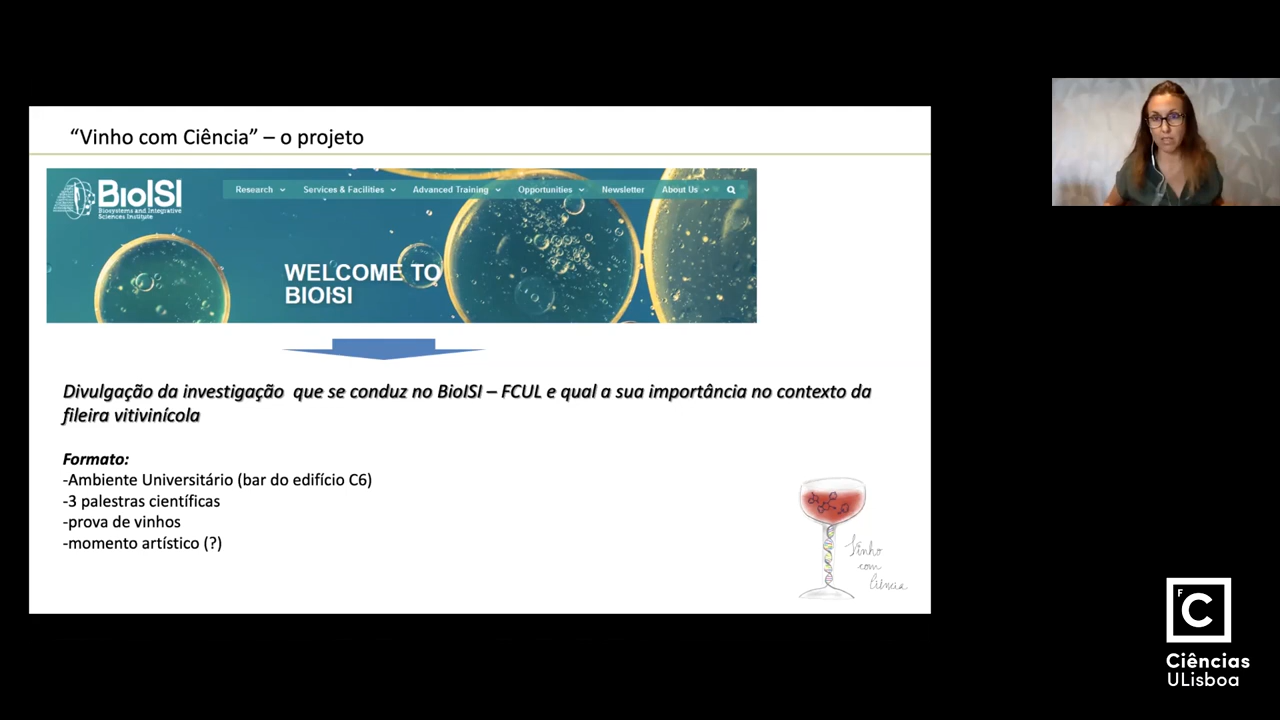 “Vinho com Ciência” – o projeto
BioISI
Biosystems and Integrative
Sciences Institute
Research
Services & Facilities
Advanced Training
Opportunities
Newsletter
About Us
WELCOME TO
BIOISI
Divulgação da investigação que se conduz no BioISI – FCUL e qual a sua importância no contexto da
fileira vitivinícola
Formato:
-Ambiente Universitário (bar do edifício C6)
-3 palestras científicas
-prova de vinhos
-momento artístico (?)
Vinho
com
Ciência
F
C
Ciências
ULisboa